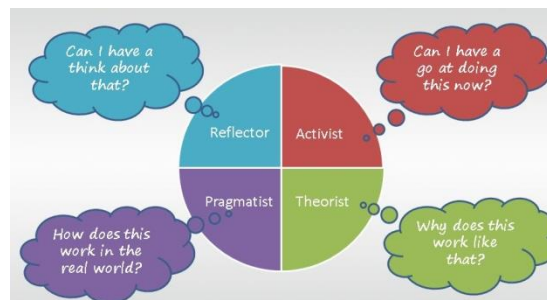 Can I have a
think about
that?
Can I have a
go at doing
this now?
Reflector
Activist
Pragmatist
Theorist
How does this
work in the
real world?
Why does this
work like
that?